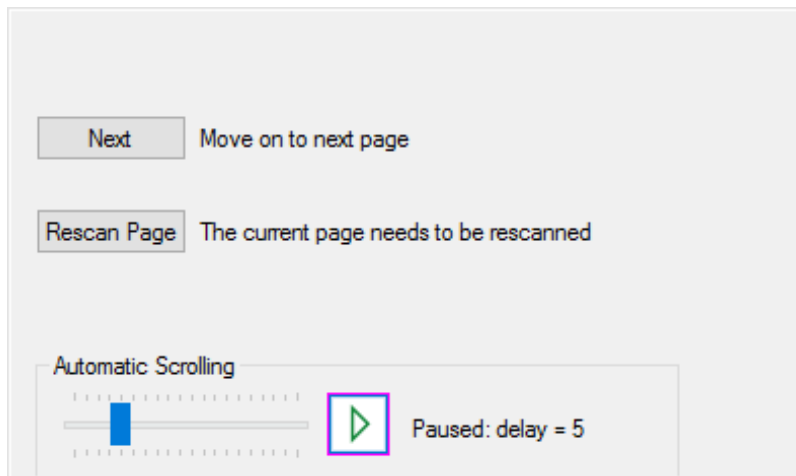 Next Move on to next page
Rescan Page The current page needs to be rescanned
Automatic Scrolling
Paused: delay = 5